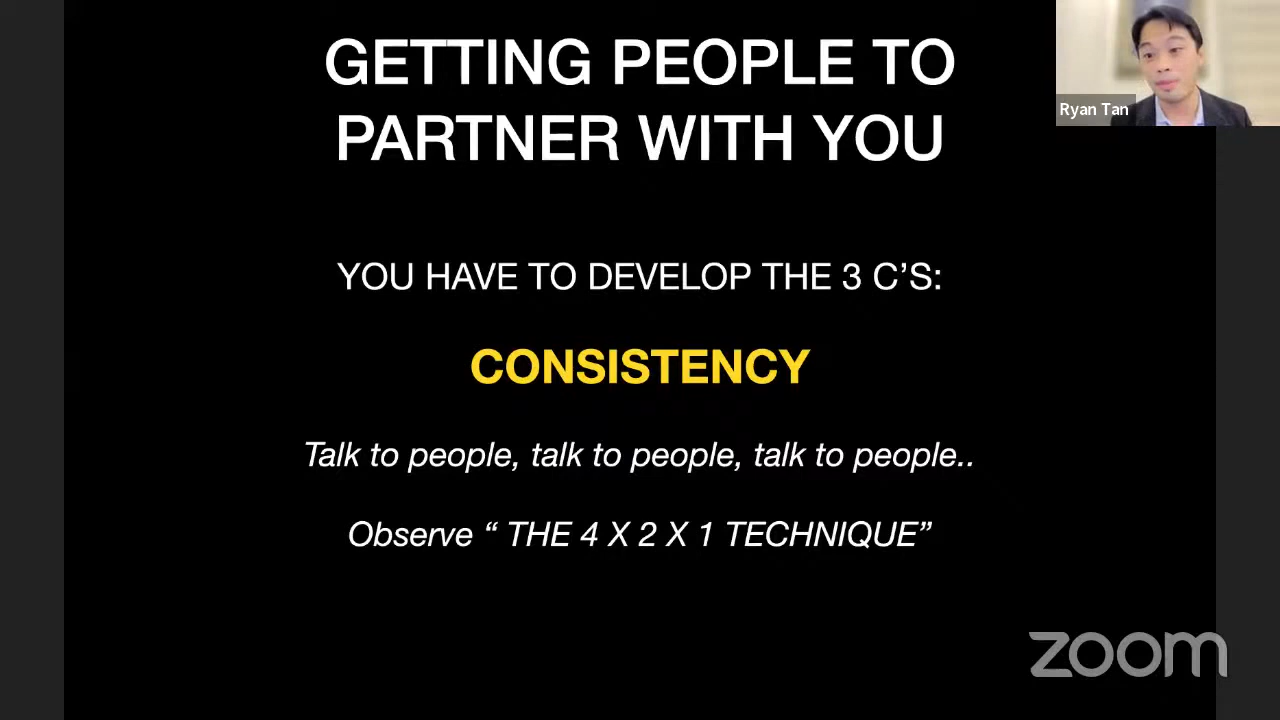 GETTING PEOPLE TO
PARTNER WITH YOU
Ryan Tan
YOU HAVE TO DEVELOP THE 3 C’S:
CONSISTENCY
Talk to people, talk to people, talk to people..
Observe “ THE 4 X 2 X 1 TECHNIQUE”
zoom